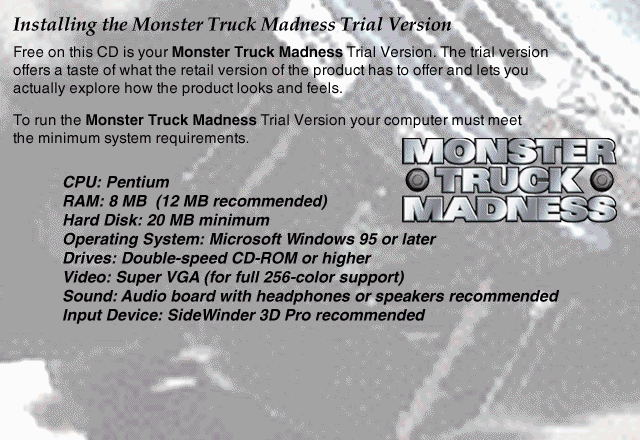 Installing the Monster Truck Madness Trial Version
Free on this CD is your Monster Truck Madness Trial Version. The trial version
offers a taste of what the retail version of the product has to offer and lets you
actually explore how the product looks and feels.
To run the Monster Truck Madness Trial Version your computer must meet
the minimum system requirements.
MONSTER
TRUCK
MADNESS
CPU: Pentium
RAM: 8 MB  (12 MB recommended)
Hard Disk: 20 MB minimum
Operating System: Microsoft Windows 95 or later
Drives: Double-speed CD-ROM or higher
Video: Super VGA (for full 256-color support)
Sound: Audio board with headphones or speakers recommended
Input Device: SideWinder 3D Pro recommended